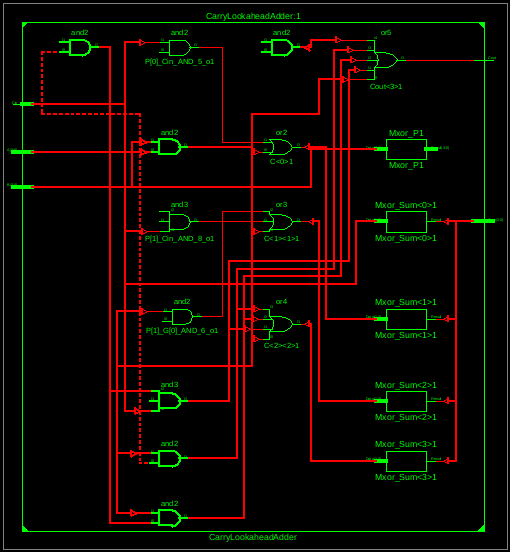 CarryLookaheadAdder:1
and2
and2
P[0]_Cin_AND_5_o1
and2
or5
Cout<3>1
and2
or2
C<0>1
Mxor_P1
Mxor_P1
and3
P[1]_Cin_AND_8_o1
or3
C<1><1>1
Mxor_Sum<0>1
Mxor_Sum<0>1
and2
P[1]_G[0]_AND_6_o1
or4
C<2><2>1
Mxor_Sum<1>1
Mxor_Sum<1>1
and3
Mxor_Sum<2>1
Mxor_Sum<2>1
and2
Mxor_Sum<3>1
Mxor_Sum<3>1
and2
CarryLookaheadAdder